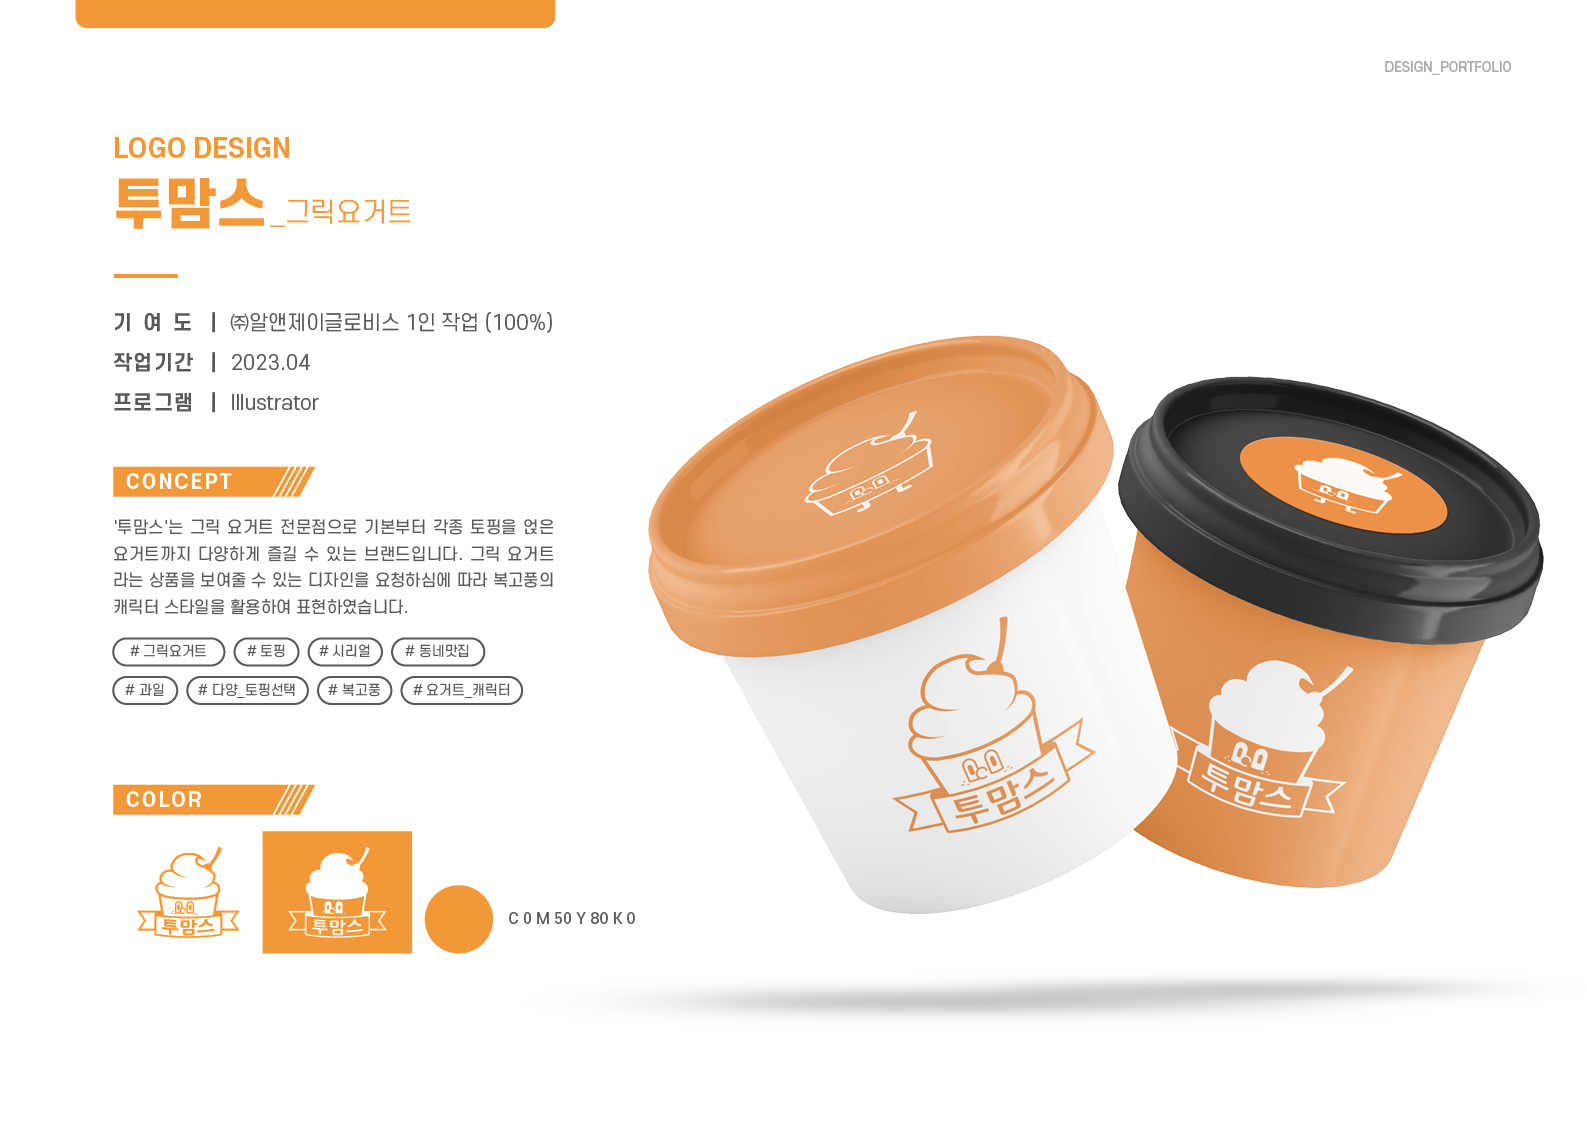 DESIGN_PORTFOLIO
LOGO DESIGN
투맘스_그릭요거트
기 여 도 | ㈜알앤제이글로비스 1인 작업 (100%)
작업기간 | 2023.04
프로그램 | Illustrator
CONCEPT
'투맘스'는 그릭 요거트 전문점으로 기본부터 각종 토핑을 얹은
요거트까지 다양하게 즐길 수 있는 브랜드입니다. 그릭 요거트
라는 상품을 보여줄 수 있는 디자인을 요청하심에 따라 복고풍의
캐릭터 스타일을 활용하여 표현하였습니다.
# 그릭요거트 # 토핑 # 시리얼 # 동네맛집
# 과일 # 다양_토핑선택 # 복고풍 # 요거트_캐릭터
COLOR
투맘스
투맘스
C 0 M 50 Y 80 K 0
투맘스
투맘스